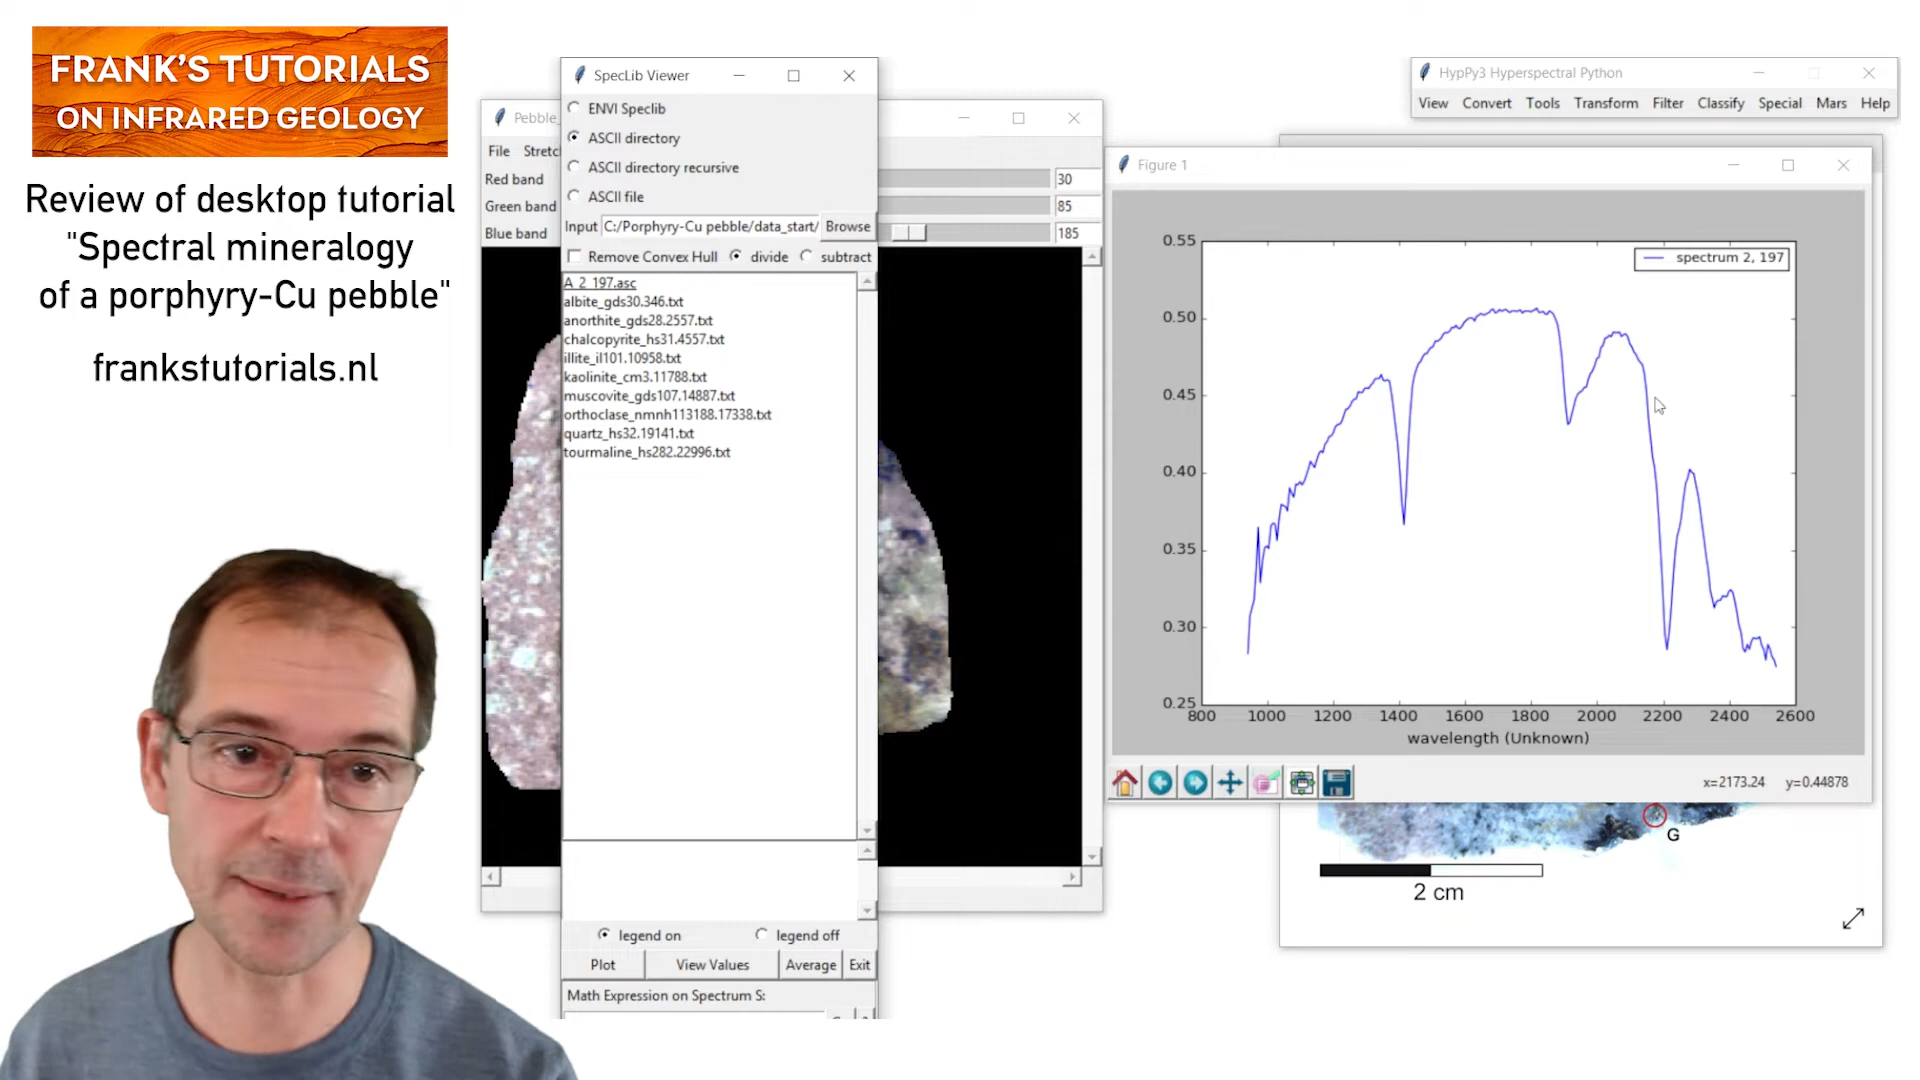 FRANK'S TUTORIALS
ON INFRARED GEOLOGY
Review of desktop tutorial
"Spectral mineralogy
of a porphyry-Cu pebble"
frankstutorials.nl
Pebble_
File Stretc
Red band
30
Green band
85
Blue band
185
SpecLib Viewer
ENVI Speclib
ASCII directory
ASCII directory recursive
ASCII file
Input C:/Porphyry-Cu pebble/data_start/ Browse
Remove Convex Hull divide subtract
A_2_197.asc
albite_gds30.346.txt
anorthite_gds28.2557.txt
chalcopyrite_hs31.4557.txt
illite_il101.10958.txt
kaolinite_cm3.11788.txt
muscovite_gds107.14887.txt
orthoclase_nmnh113188.17338.txt
quartz_hs32.19141.txt
tourmaline_hs282.22996.txt
legend on legend off
Plot View Values Average Exit
Math Expression on Spectrum S:
HypPy3 Hyperspectral Python
View Convert Tools Transform Filter Classify Special Mars Help
Figure 1
spectrum 2, 197
0.55
0.50
0.45
0.40
0.35
0.30
0.25
800 1000 1200 1400 1600 1800 2000 2200 2400 2600
wavelength (Unknown)
x=2173.24 y=0.44878
G
2 cm